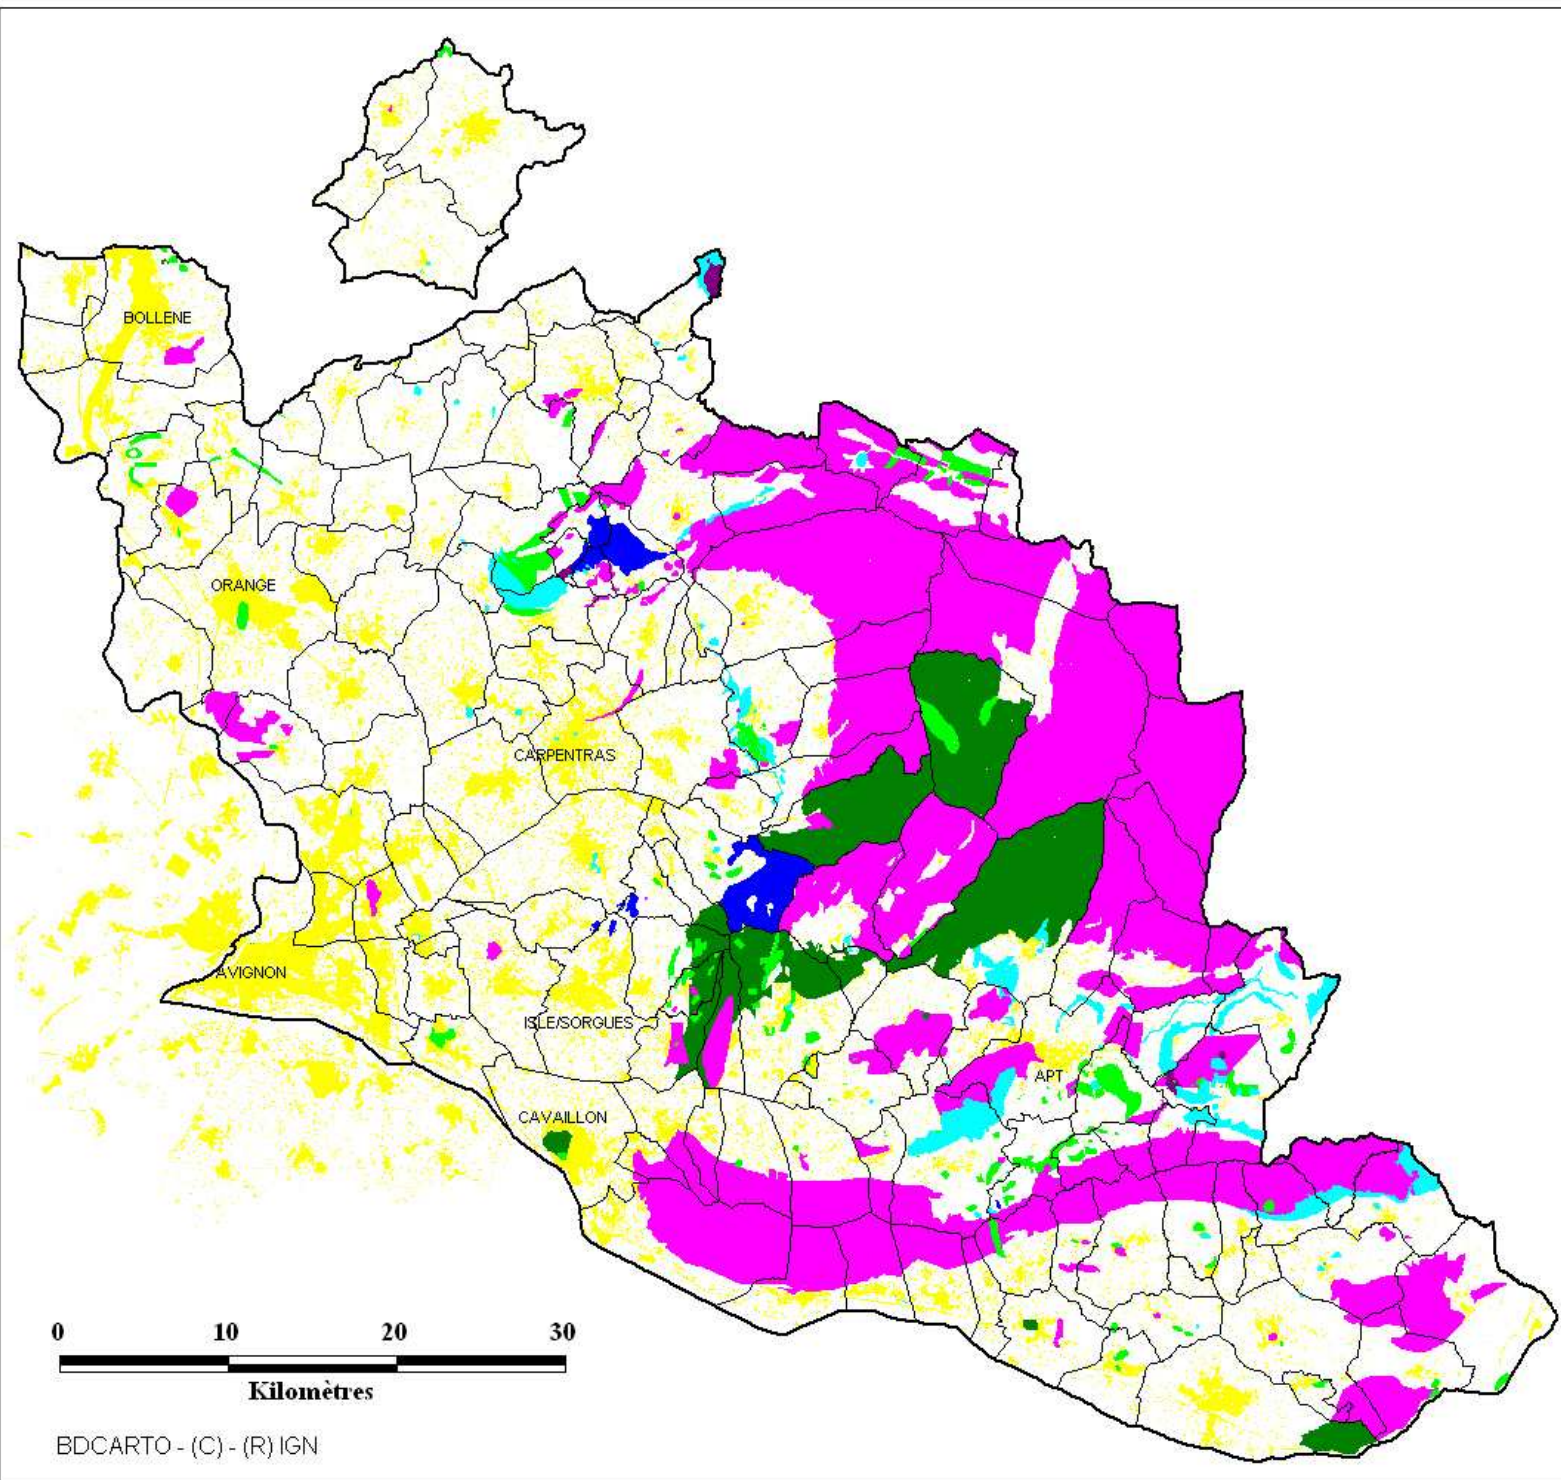 BOLLENE
ORANGE
CARPENTRAS
AVIGNON
ISLE/SORGUES
APT
CAVAILLON
0 10 20 30
Kilomètres
BDCARTO - (C) - (R) IGN